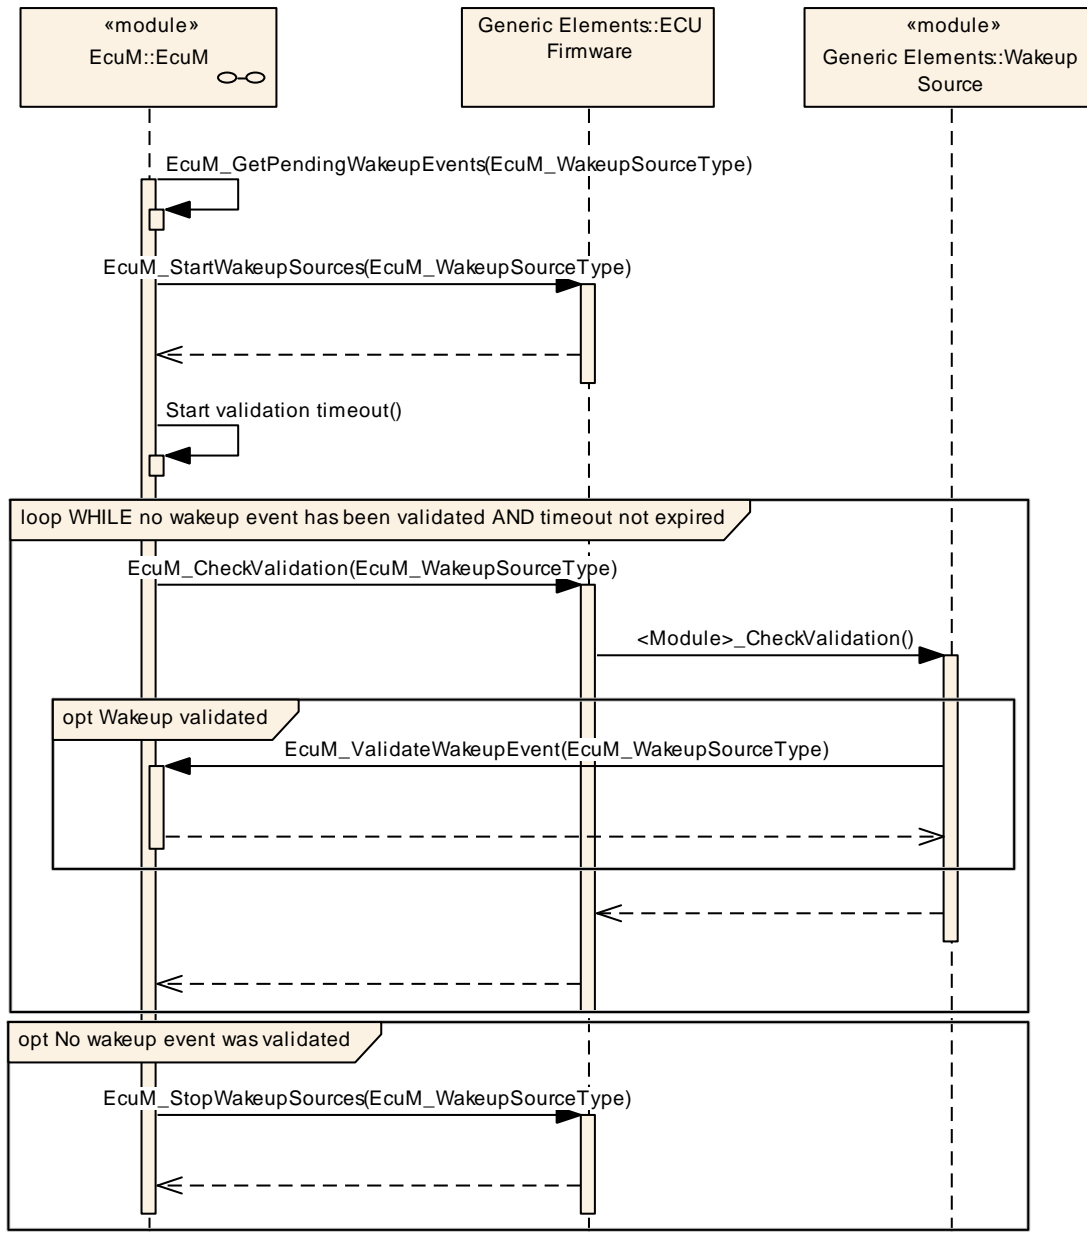 «module»
EcuM::EcuM
Generic Elements::ECU
Firmware
«module»
Generic Elements::Wakeup
Source
EcuM_GetPendingWakeupEvents(EcuM_WakeupSourceType)
EcuM_StartWakeupSources(EcuM_WakeupSourceType)
Start validation timeout()
loop WHILE no wakeup event has been validated AND timeout not expired
EcuM_CheckValidation(EcuM_WakeupSourceType)
<Module>_CheckValidation()
opt Wakeup validated
EcuM_ValidateWakeupEvent(EcuM_WakeupSourceType)
opt No wakeup event was validated
EcuM_StopWakeupSources(EcuM_WakeupSourceType)